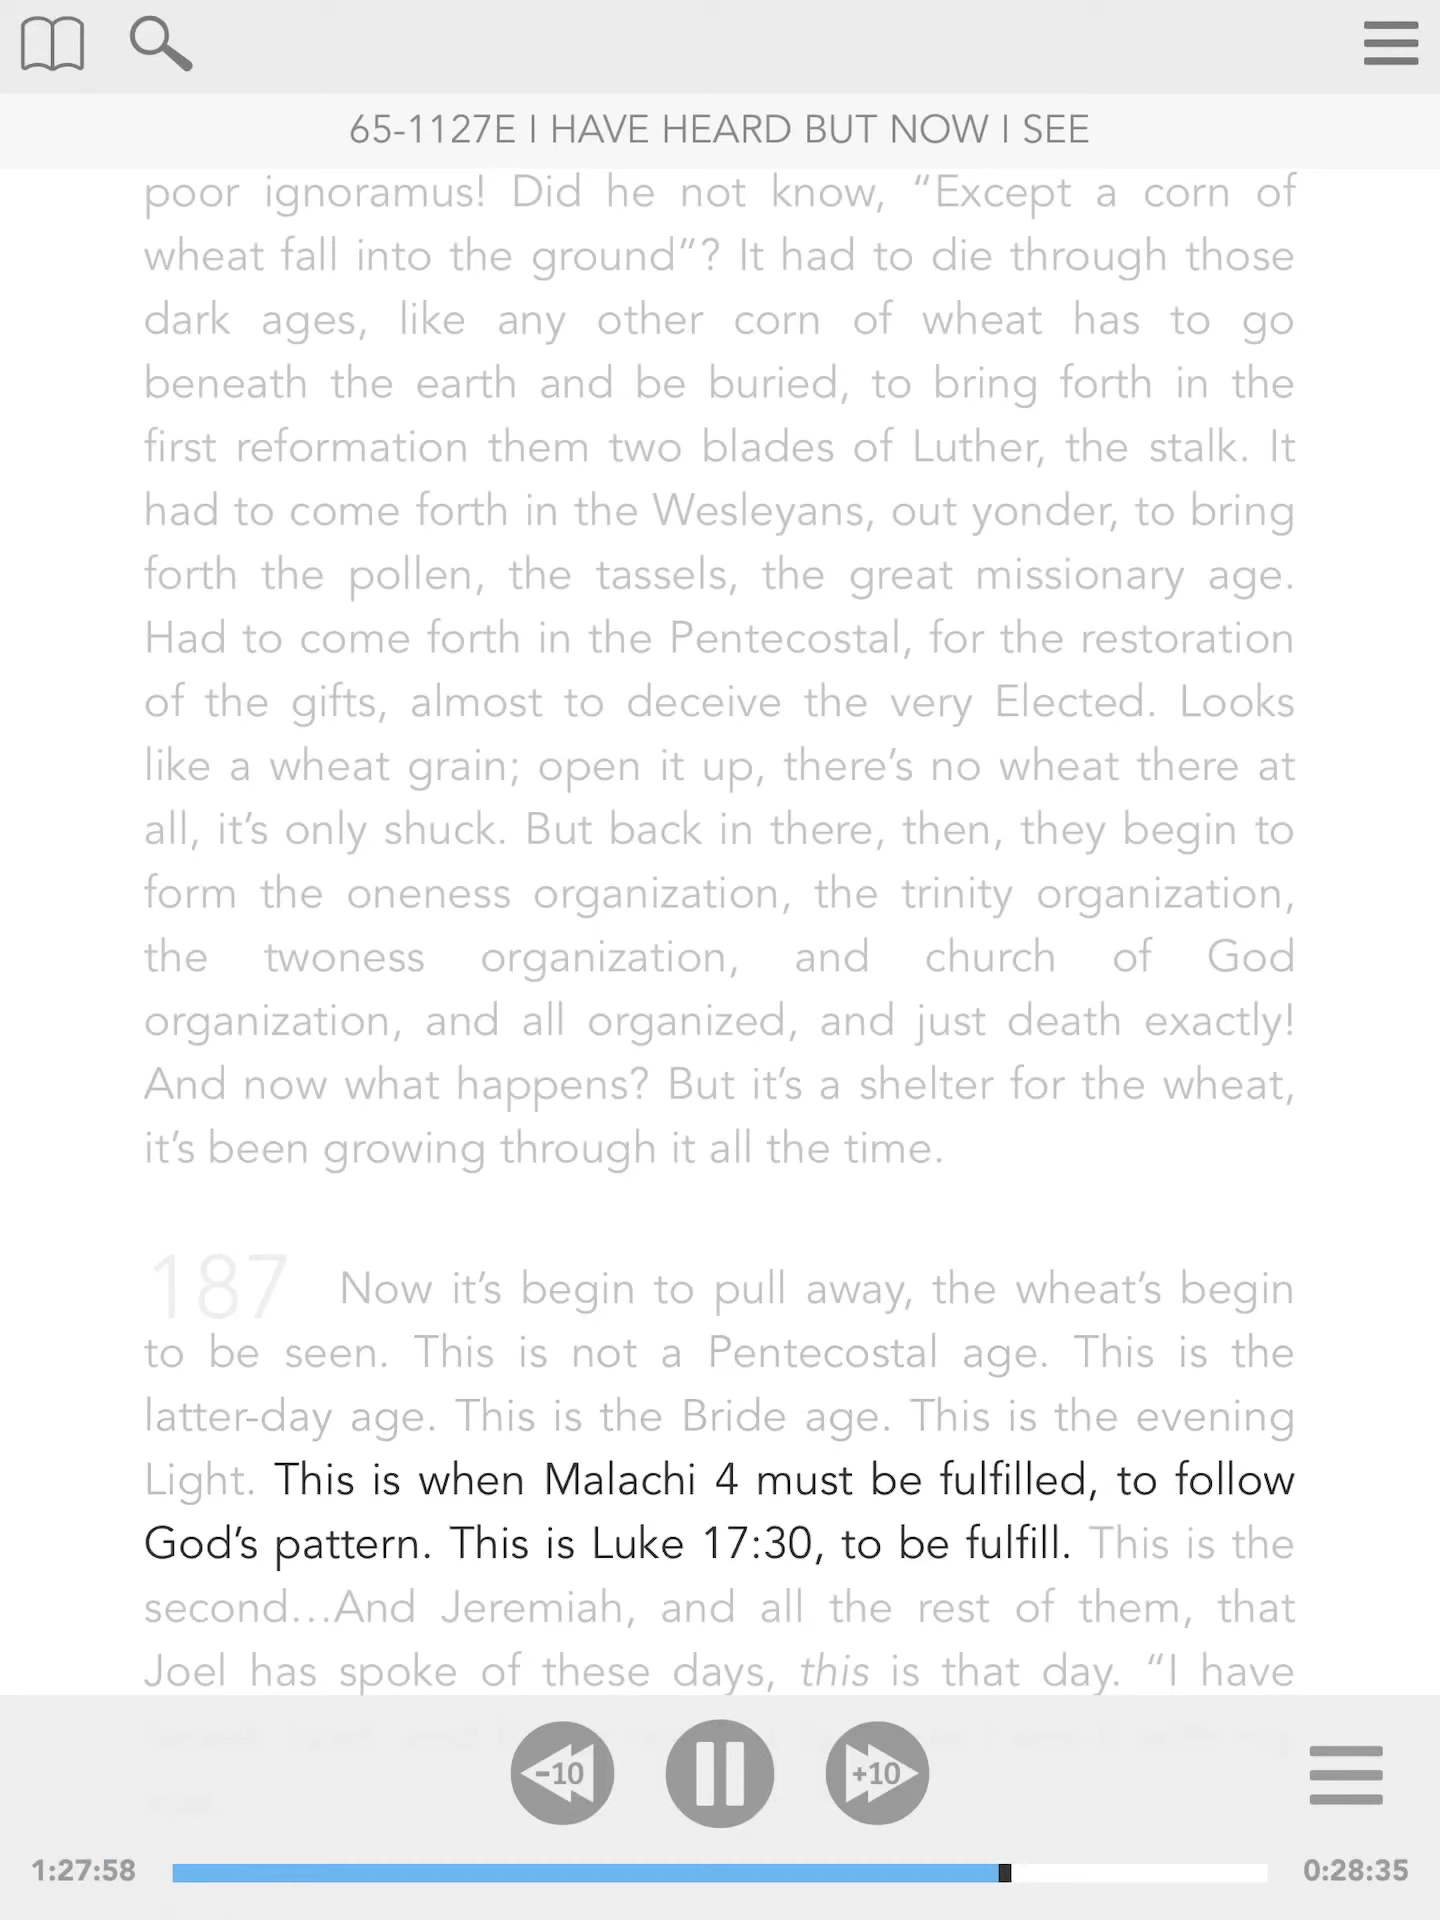 65-1127E I HAVE HEARD BUT NOW I SEE
poor ignoramus! Did he not know, “Except a corn of
wheat fall into the ground”? It had to die through those
dark ages, like any other corn of wheat has to go
beneath the earth and be buried, to bring forth in the
first reformation them two blades of Luther, the stalk. It
had to come forth in the Wesleyans, out yonder, to bring
forth the pollen, the tassels, the great missionary age.
Had to come forth in the Pentecostal, for the restoration
of the gifts, almost to deceive the very Elected. Looks
like a wheat grain; open it up, there’s no wheat there at
all, it’s only shuck. But back in there, then, they begin to
form the oneness organization, the trinity organization,
the twoness organization, and church of God
organization, and all organized, and just death exactly!
And now what happens? But it’s a shelter for the wheat,
it’s been growing through it all the time.
187 Now it’s begin to pull away, the wheat’s begin
to be seen. This is not a Pentecostal age. This is the
latter-day age. This is the Bride age. This is the evening
Light. This is when Malachi 4 must be fulfilled, to follow
God’s pattern. This is Luke 17:30, to be fulfill. This is the
second…And Jeremiah, and all the rest of them, that
Joel has spoke of these days, this is that day. “I have
-10 +10
1:27:58 0:28:35